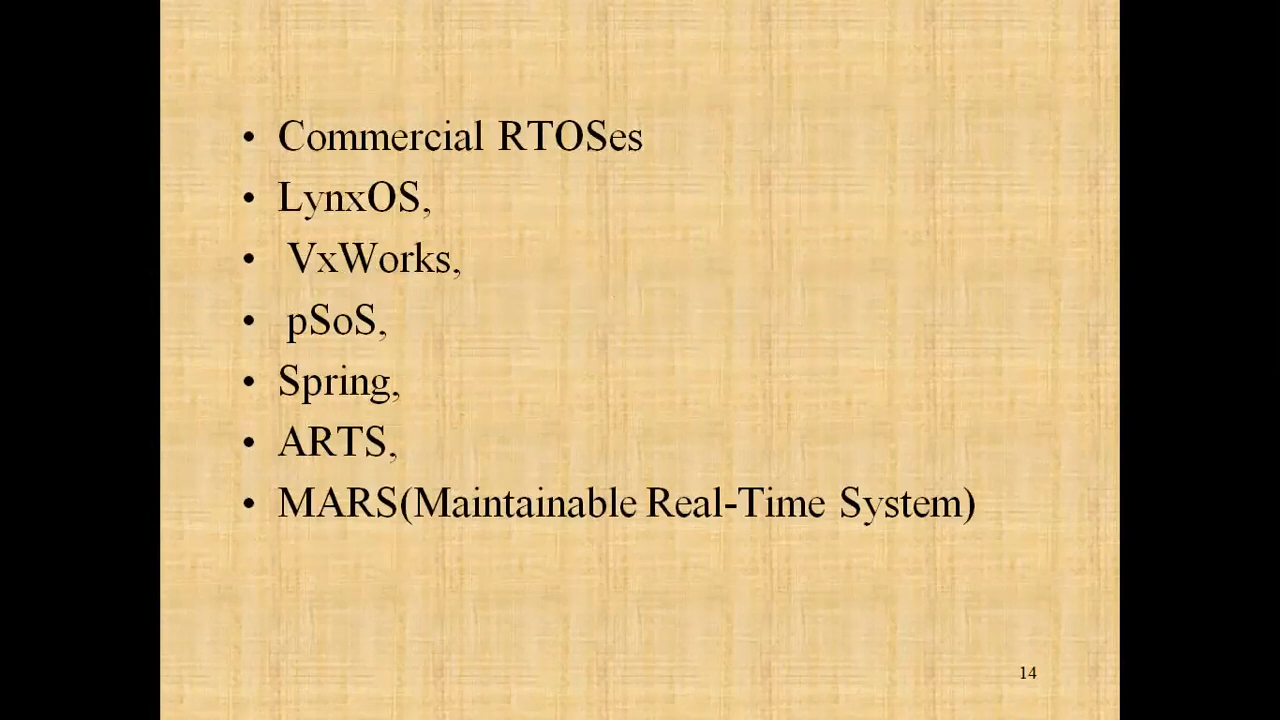 • Commercial RTOSes
• LynxOS,
• VxWorks,
• pSoS,
• Spring,
• ARTS,
• MARS(Maintainable Real-Time System)
14